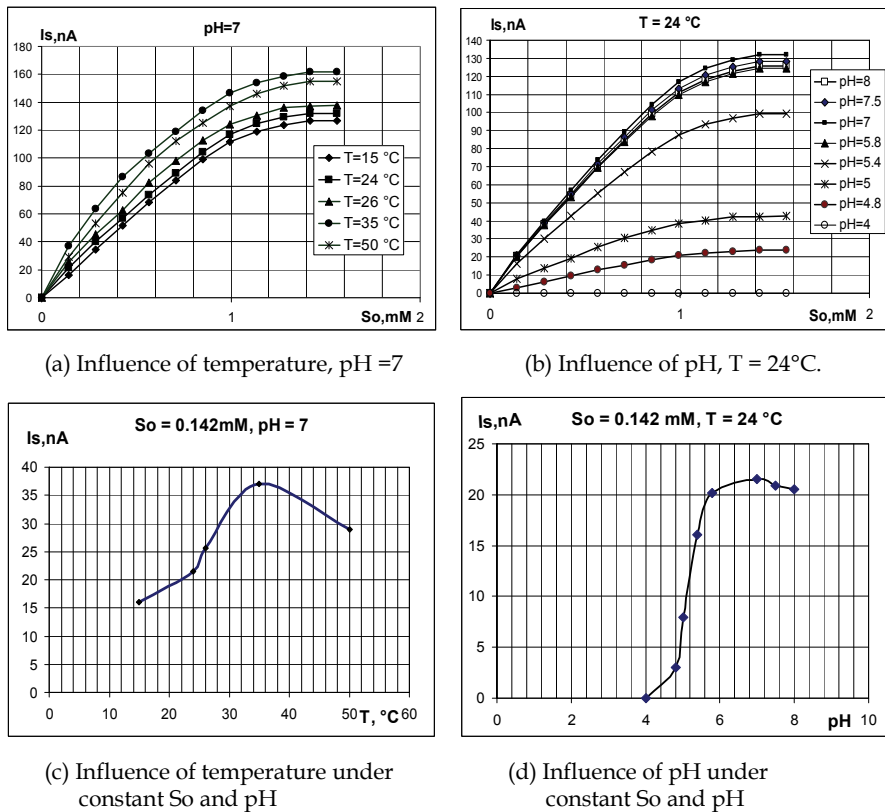 Is,nA
pH=7
180
160
140
120
100
80
60
40
20
0
0
1
2
So,mM
T=15 °C
T=24 °C
T=26 °C
T=35 °C
T=50 °C
(a) Influence of temperature, pH =7
Is,nA
T = 24 °C
140
130
120
110
100
90
80
70
60
50
40
30
20
10
0
0
1
2
So,mM
pH=8
pH=7.5
pH=7
pH=5.8
pH=5.4
pH=5
pH=4.8
pH=4
(b) Influence of pH, T = 24°C.
So = 0.142mM, pH = 7
Is,nA
40
35
30
25
20
15
10
5
0
0
10
20
30
40
50
60
T, °C
(c) Influence of temperature under
constant So and pH
So = 0.142 mM, T = 24 °C
Is,nA
25
20
15
10
5
0
0
2
4
6
8
10
pH
(d) Influence of pH under
constant So and pH